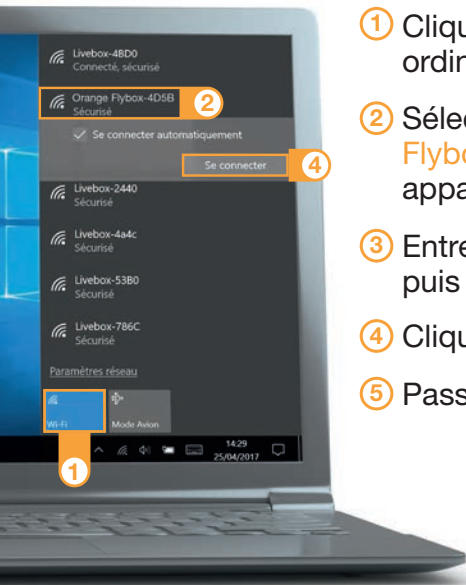 Livebox-4BD0
Connecté, sécurisé
Orange Flybox-4D5B
Sécurisé
2
Se connecter automatiquement
Se connecter
4
Livebox-2440
Sécurisé
Livebox-4a4c
Sécurisé
Livebox-53B0
Sécurisé
Livebox-786C
Sécurisé
Paramètres réseau
Wi-Fi
Mode Avion
14:29
25/04/2017
1
1 Cliqu
ordin
2 Sélec
Flybo
appa
3 Entre
puis
4 Cliqu
5 Pass